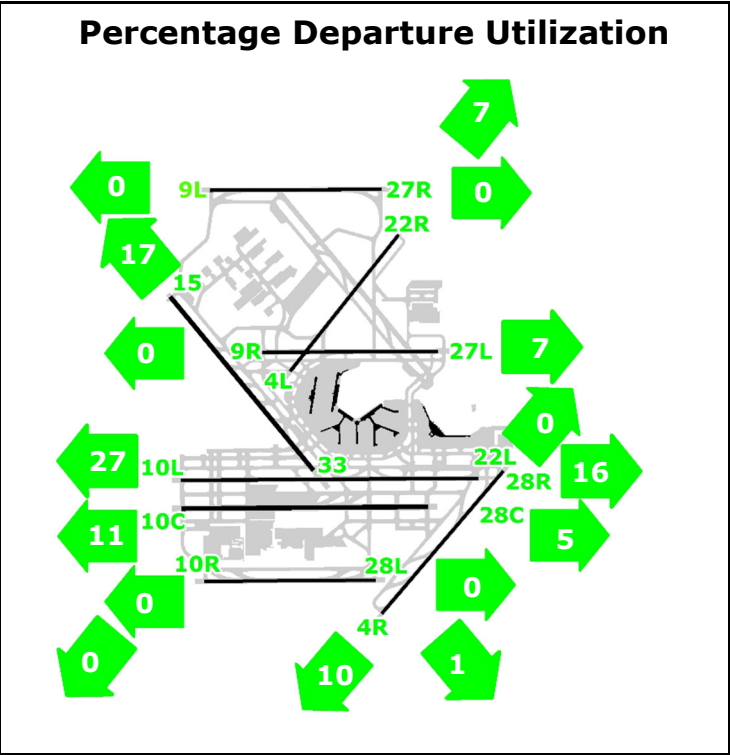 Percentage Departure Utilization
7
0
9L
27R
0
22R
17
15
0
9R
27L
7
4L
0
27
10L
33
22L
28R
16
11
10C
28C
5
10R
28L
0
0
4R
0
10
1